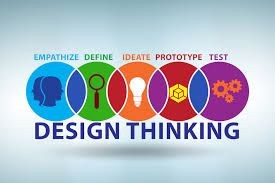 EMPATHIZE DEFINE IDEATE PROTOTYPE TEST
DESIGN THINKING